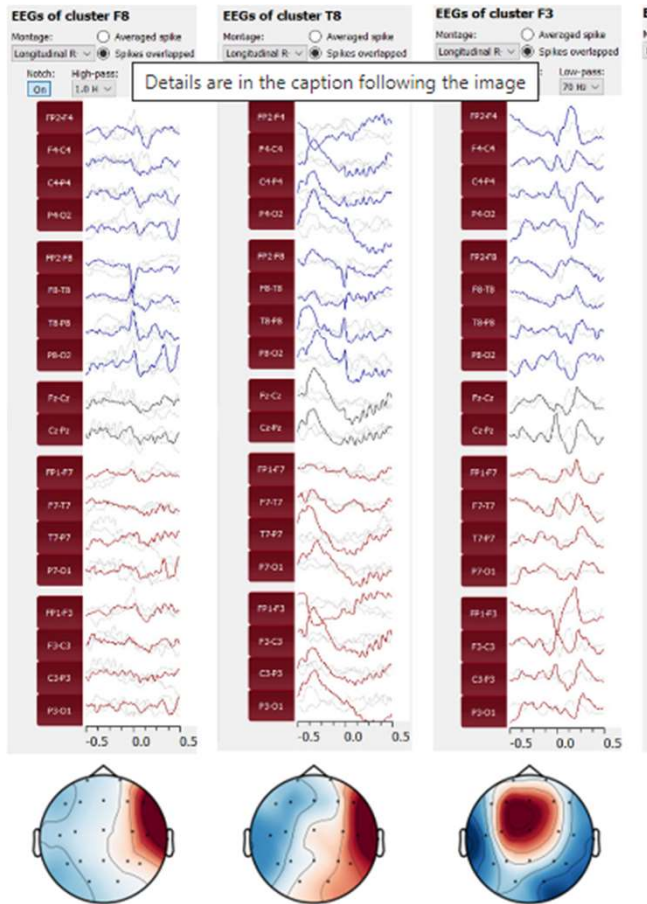 EEGs of cluster F8
Montage:
Averaged spike
Longitudinal R-
Spikes overlapped
Notch:
High-pass:
On
1.0 H
FP2-F4
F4-C4
C4-P4
P4-O2
FP2-F8
F8-T8
T8-P8
P8-O2
Fz-Cz
Cz-Pz
FP1-F7
F7-T7
T7-P7
P7-O1
FP1-F3
F3-C3
C3-P3
P3-O1
-0.5 0.0 0.5
EEGs of cluster T8
Montage:
Averaged spike
Longitudinal R-
Spikes overlapped
Details are in the caption following the image
FP2-F4
F4-C4
C4-P4
P4-O2
FP2-F8
F8-T8
T8-P8
P8-O2
Fz-Cz
Cz-Pz
FP1-F7
F7-T7
T7-P7
P7-O1
FP1-F3
F3-C3
C3-P3
P3-O1
-0.5 0.0 0.5
EEGs of cluster F3
Montage:
Averaged spike
Longitudinal R-
Spikes overlapped
Low-pass:
70 Hz
FP2-F4
F4-C4
C4-P4
P4-O2
FP2-F8
F8-T8
T8-P8
P8-O2
Fz-Cz
Cz-Pz
FP1-F7
F7-T7
T7-P7
P7-O1
FP1-F3
F3-C3
C3-P3
P3-O1
-0.5 0.0 0.5